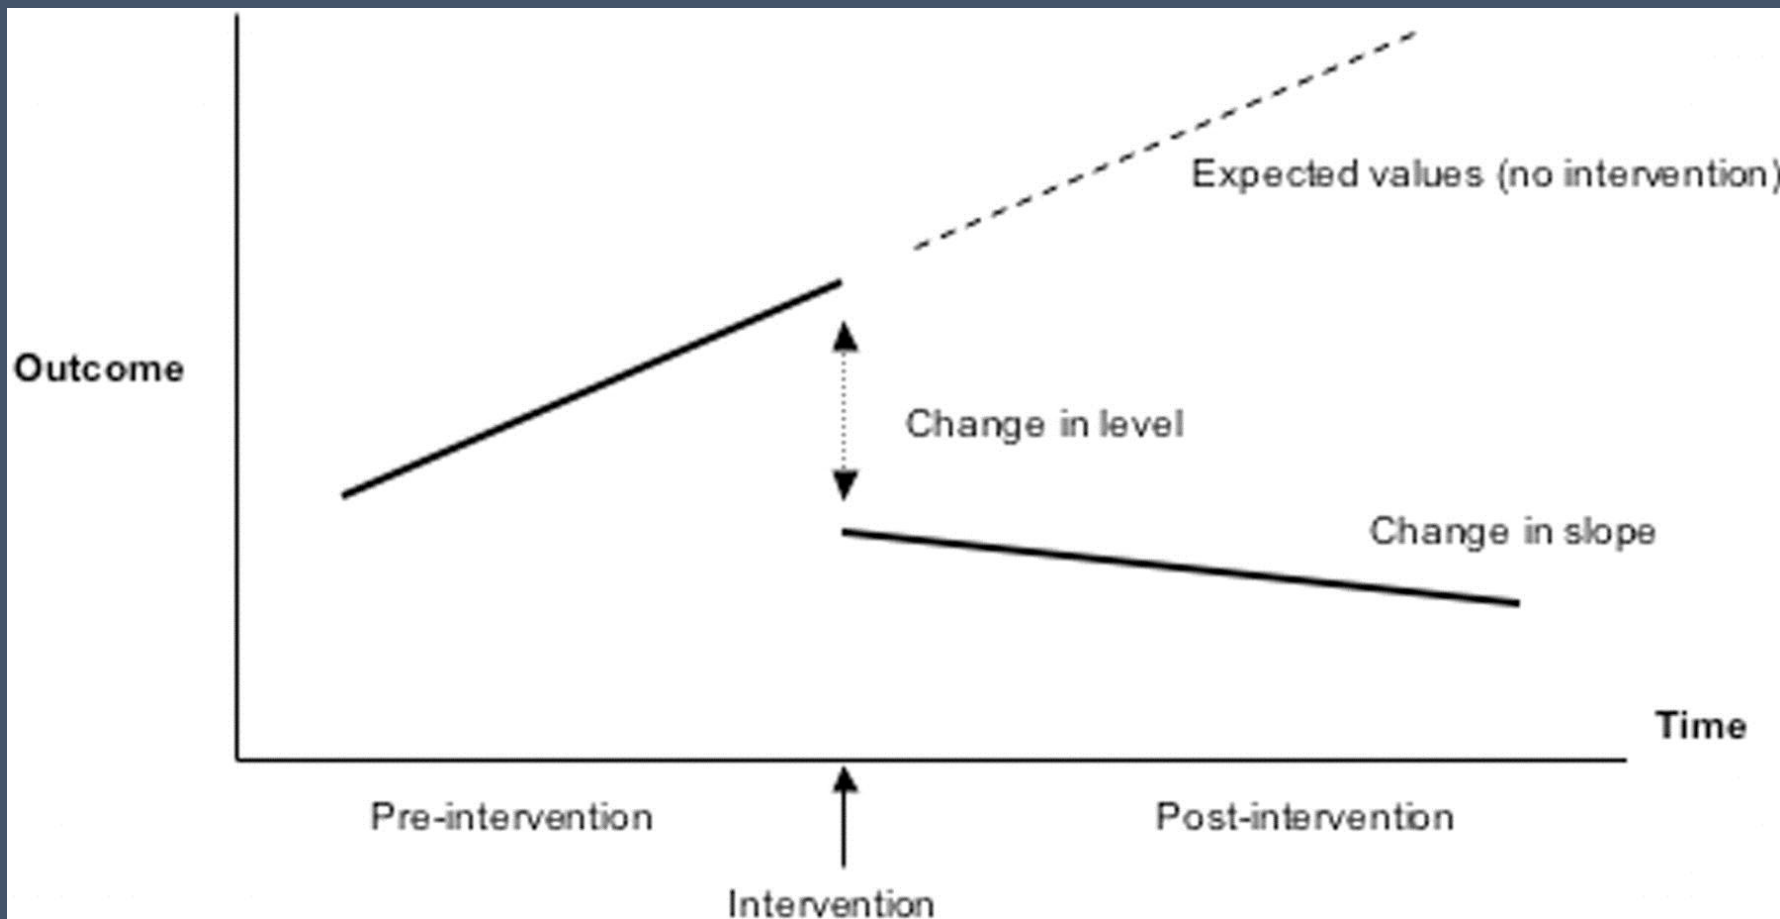 Expected values (no intervention)
Outcome
Change in level
Change in slope
Time
Pre-intervention
Post-intervention
Intervention